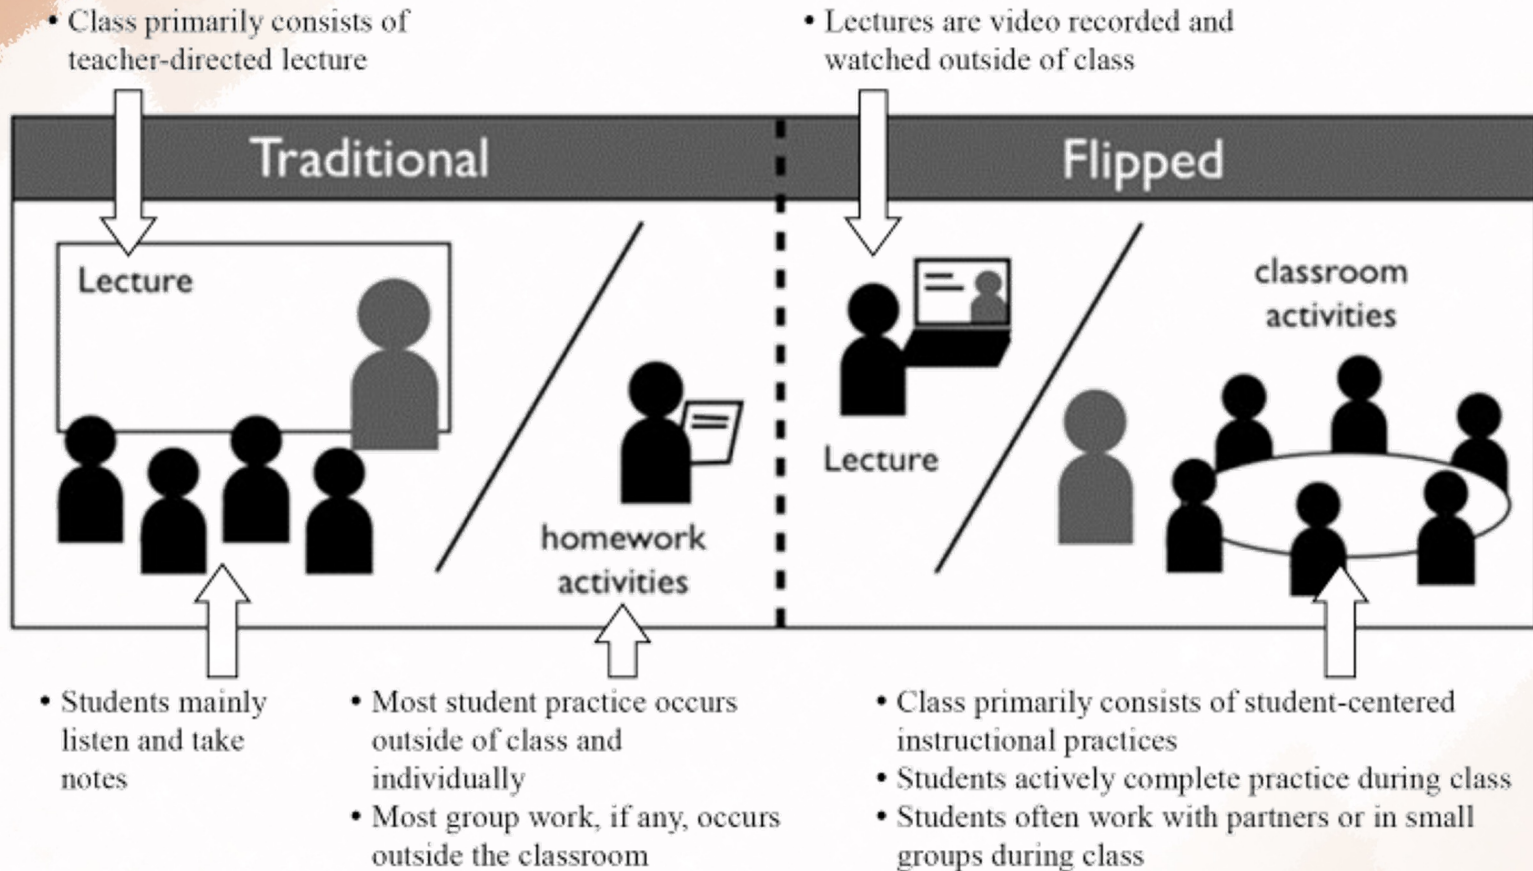 • Class primarily consists of
teacher-directed lecture
• Lectures are video recorded and
watched outside of class
Traditional
Flipped
Lecture
homework
activities
Lecture
classroom
activities
• Students mainly
listen and take
notes
• Most student practice occurs
outside of class and
individually
• Most group work, if any, occurs
outside the classroom
• Class primarily consists of student-centered
instructional practices
• Students actively complete practice during class
• Students often work with partners or in small
groups during class